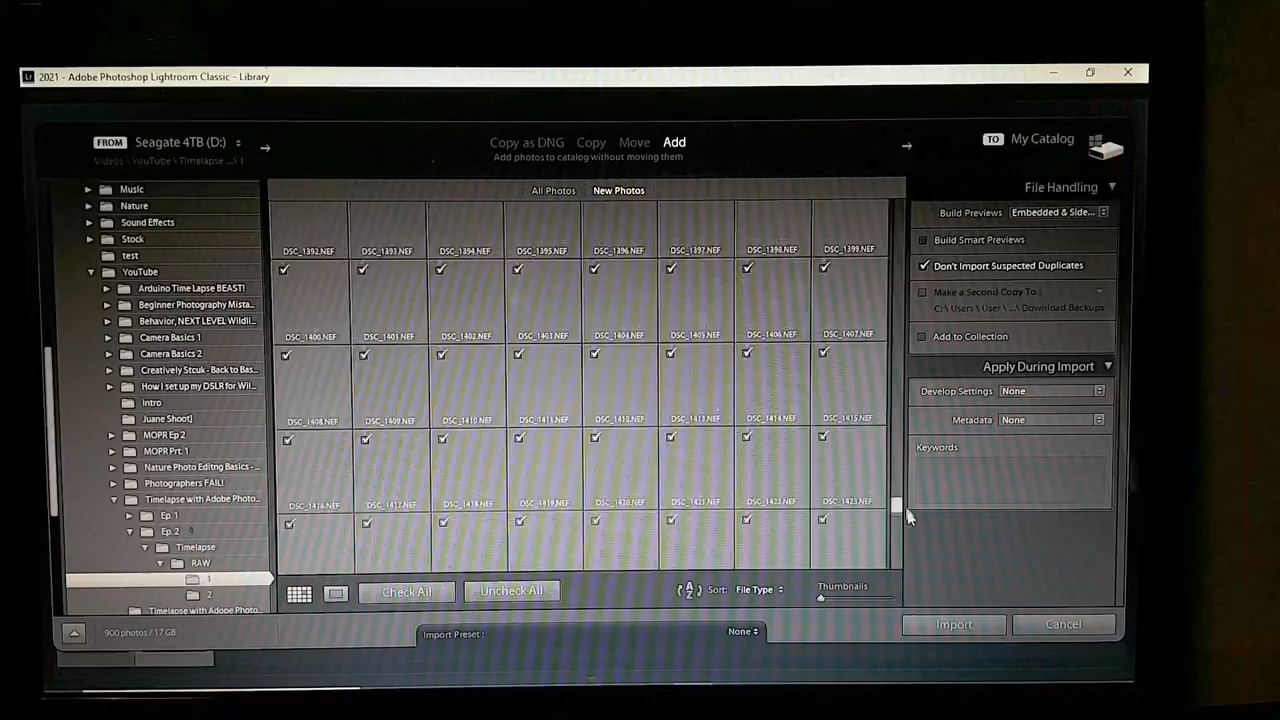 Lr 2021 - Adobe Photoshop Lightroom Classic - Library
FROM Seagate 4TB (D:)
Videos \ YouTube \ Timelapse ...\ 1
Copy as DNG Copy Move Add
Add photos to catalog without moving them
TO My Catalog
Music
Nature
Sound Effects
Stock
test
YouTube
Arduino Time Lapse BEAST!
Beginner Photography Mista...
Behavior, NEXT LEVEL Wildli...
Camera Basics 1
Camera Basics 2
Creatively Stcuk - Back to Bas...
How I set up my DSLR for Wil...
Intro
Juane Shoot]
MOPR Ep 2
MOPR Prt. 1
Nature Photo Editng Basics - ...
Photographers FAIL!
Timelapse with Adobe Photo...
Ep.1
Ep.2
Timelapse
RAW
1
2
Timelapse with Adobe Photo...
900 photos / 17 GB
All Photos New Photos
DSC_1392.NEF DSC_1393.NEF DSC_1394.NEF DSC_1395.NEF DSC_1396.NEF DSC_1397.NEF DSC_1398.NEF DSC_1399.NEF
DSC_1400.NEF DSC_1401.NEF DSC_1402.NEF DSC_1403.NEF DSC_1404.NEF DSC_1405.NEF DSC_1406.NEF DSC_1407.NEF
DSC_1408.NEF DSC_1409.NEF DSC_1410.NEF DSC_1411.NEF DSC_1412.NEF DSC_1413.NEF DSC_1414.NEF DSC_1415.NEF
DSC_1416.NEF DSC_1417.NEF DSC_1418.NEF DSC_1419.NEF DSC_1420.NEF DSC_1421.NEF DSC_1422.NEF DSC_1423.NEF
Check All Uncheck All
A Z Sort: File Type
Thumbnails
Import Preset : None
File Handling
Build Previews Embedded & Side...
Build Smart Previews
Don't Import Suspected Duplicates
Make a Second Copy To :
C:\ Users \ User \ ...\ Download Backups
Add to Collection
Apply During Import
Develop Settings None
Metadata None
Keywords
Import Cancel